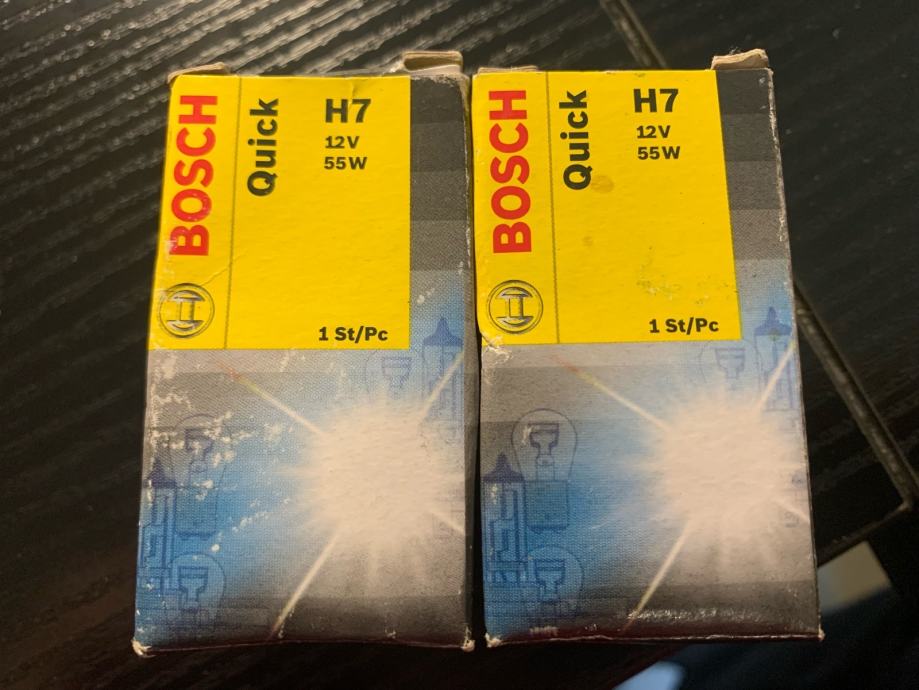 BOSCH
Quick
H7
12V
55W
1 St/Pc
BOSCH
Quick
H7
12V
55W
1 St/Pc